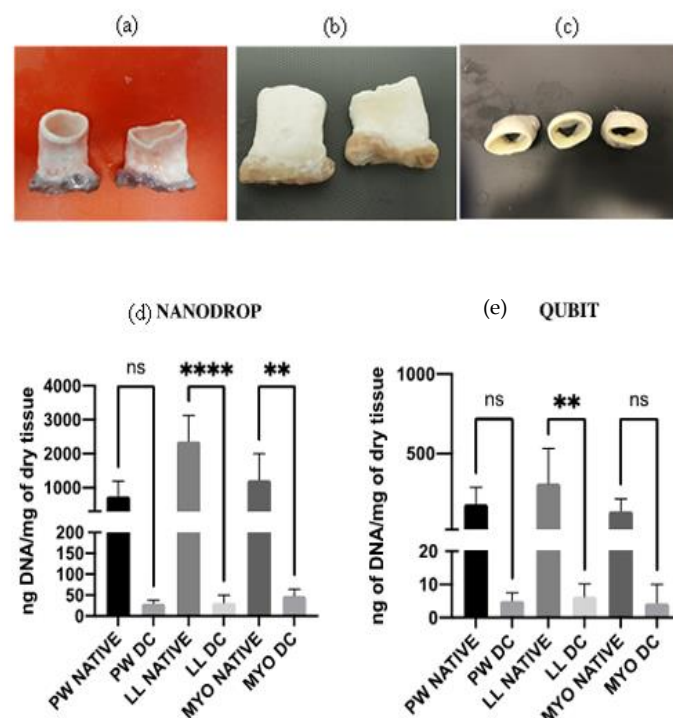 (a)
(b)
(c)
(d) NANODROP
ng DNA/mg of dry tissue
4000
3000
2000
1000
200
150
100
50
0
ns
****
**
PW NATIVE
PW DC
LL NATIVE
LL DC
MYO NATIVE
MYO DC
(e) QUBIT
ng of DNA/mg of dry tissue
1000
500
20
10
0
ns
**
ns
PW NATIVE
PW DC
LL NATIVE
LL DC
MYO NATIVE
MYO DC